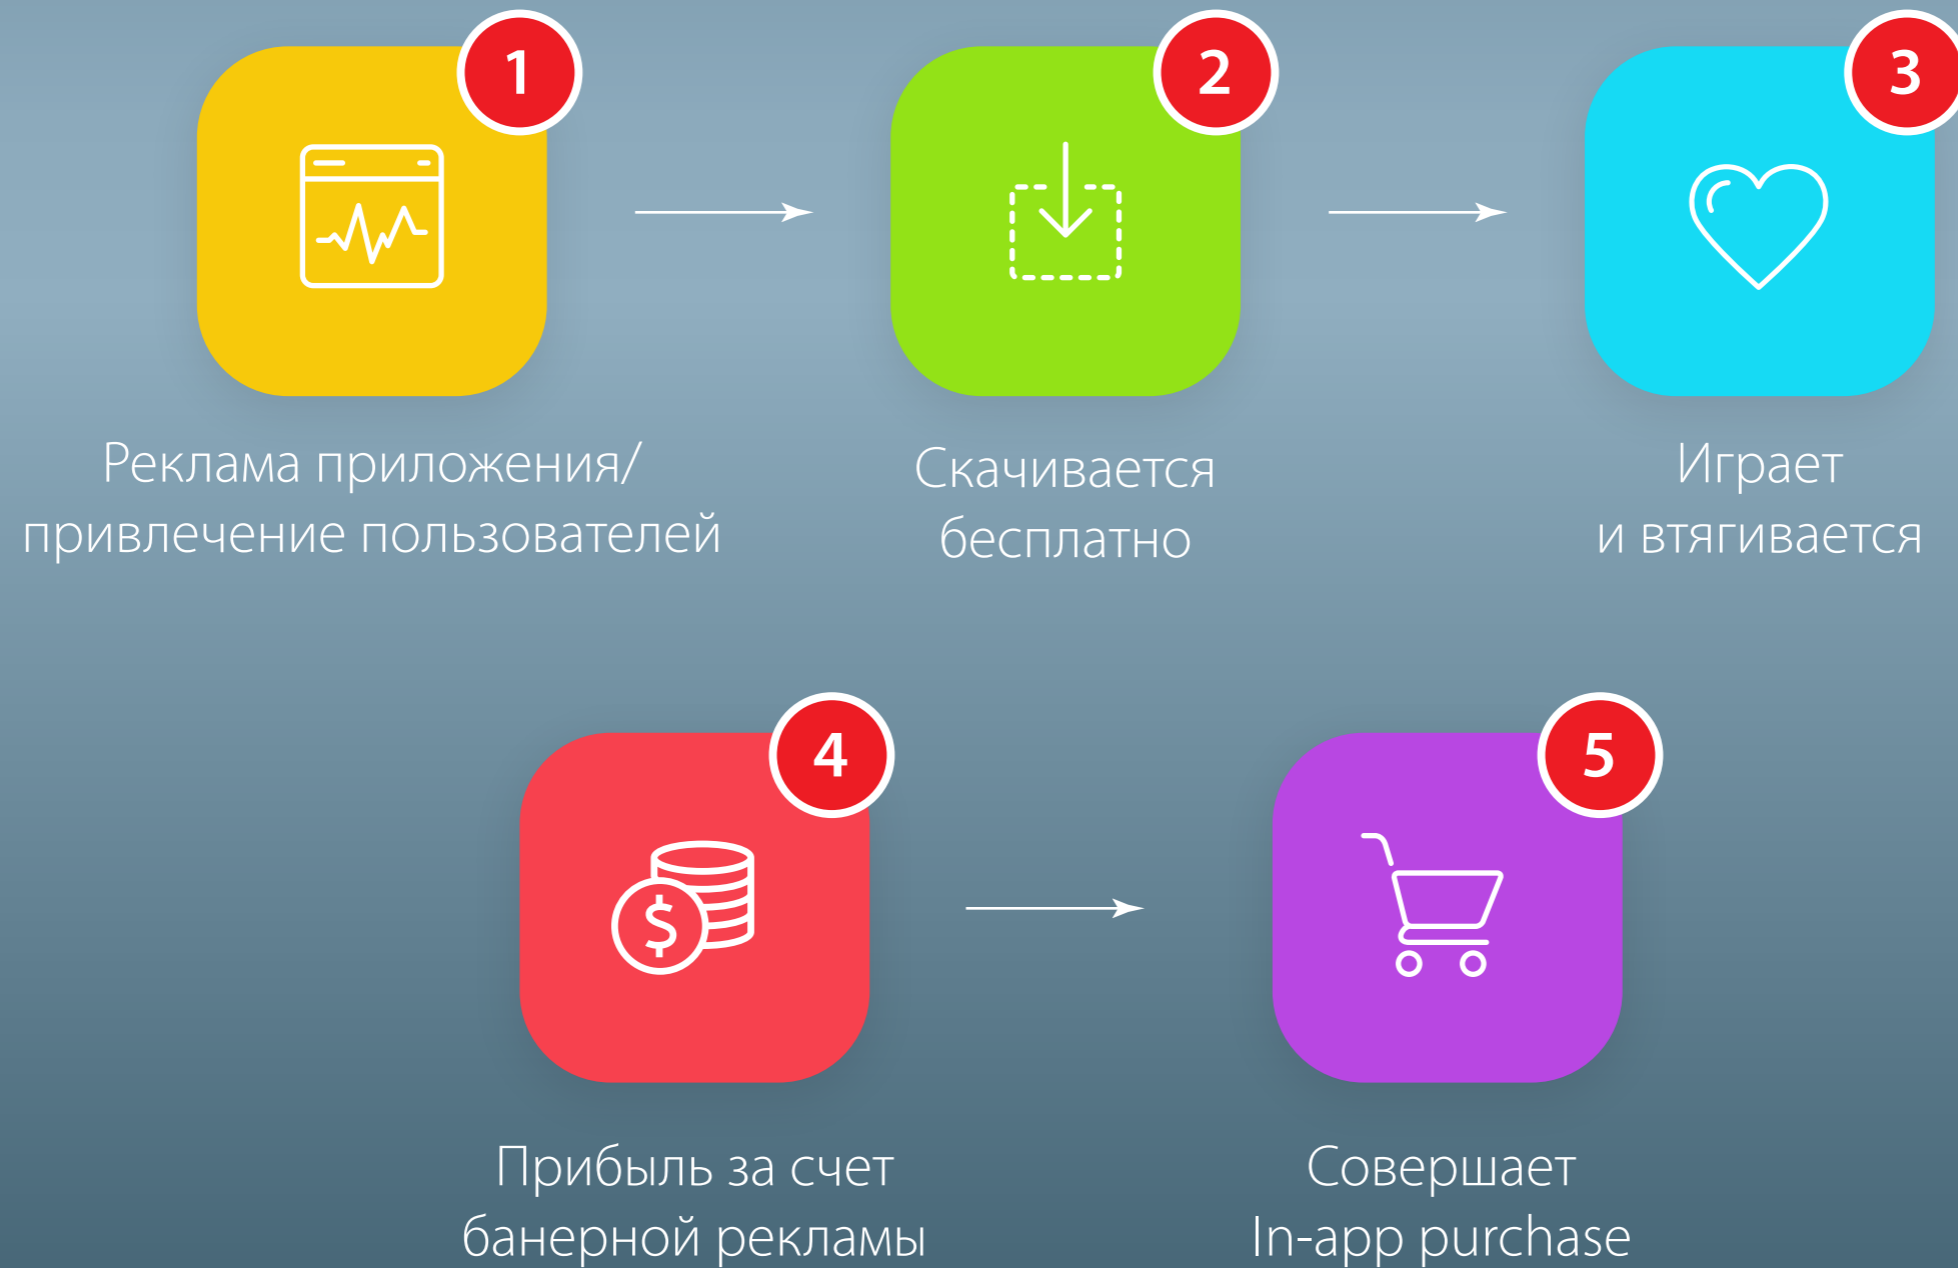 1
Реклама приложения/
привлечение пользователей
2
Скачивается
бесплатно
3
Играет
и втягивается
4
$
Прибыль за счет
банерной рекламы
5
Совершает
In-app purchase